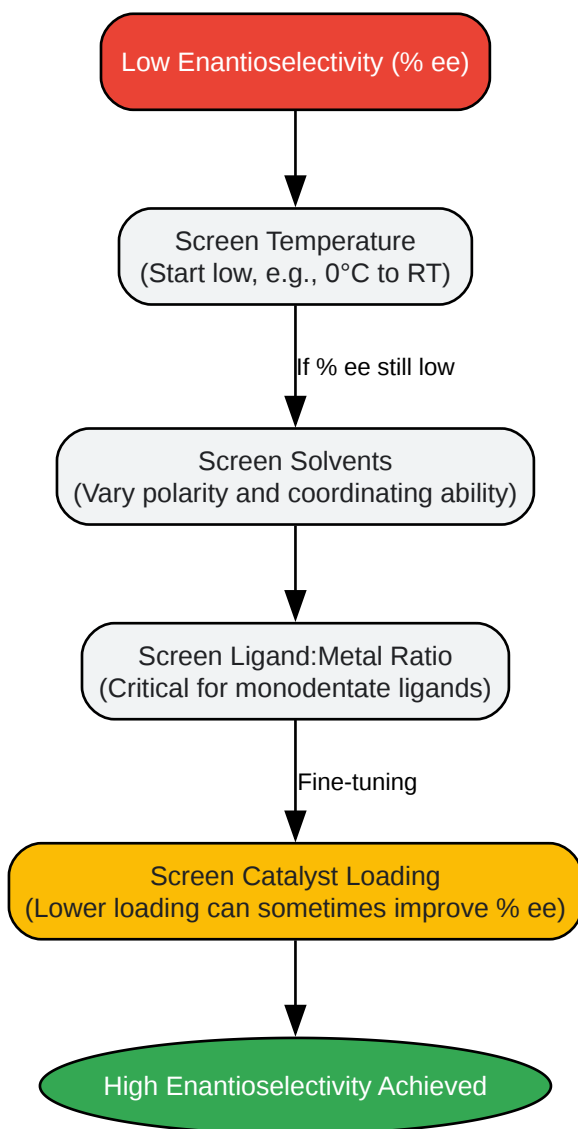 Low Enantioselectivity (% ee)
Screen Temperature
(Start low, e.g., 0°C to RT)
If % ee still low
Screen Solvents
(Vary polarity and coordinating ability)
Screen Ligand:Metal Ratio
(Critical for monodentate ligands)
Fine-tuning
Screen Catalyst Loading
(Lower loading can sometimes improve % ee)
High Enantioselectivity Achieved